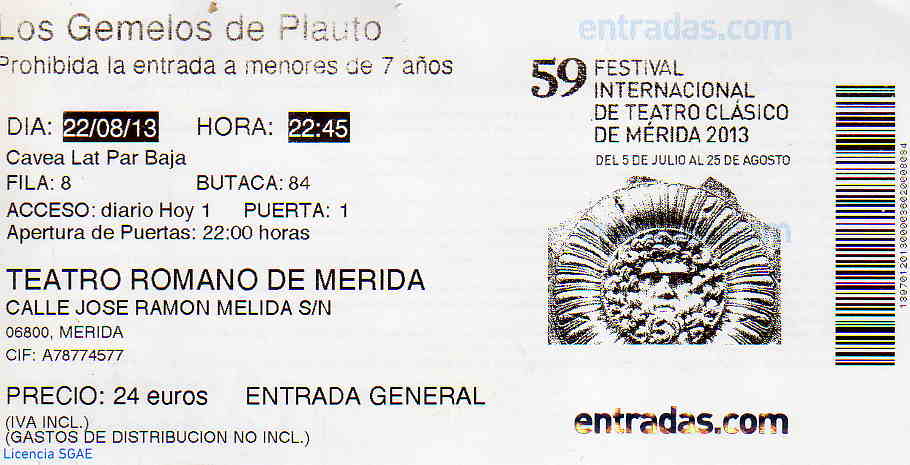 Los Gemelos de Plauto
Prohibida la entrada a menores de 7 años
DIA: 22/08/13 HORA: 22:45
Cavea Lat Par Baja
FILA: 8 BUTACA: 84
ACCESO: diario Hoy 1 PUERTA: 1
Apertura de Puertas: 22:00 horas
TEATRO ROMANO DE MERIDA
CALLE JOSE RAMON MELIDA S/N
06800, MERIDA
CIF: A78774577
PRECIO: 24 euros ENTRADA GENERAL
(IVA INCL.)
(GASTOS DE DISTRIBUCION NO INCL.)
Licencia SGAE
entradas.com
59 FESTIVAL
INTERNACIONAL
DE TEATRO CLÁSICO
DE MÉRIDA 2013
DEL 5 DE JULIO AL 25 DE AGOSTO
entradas.com